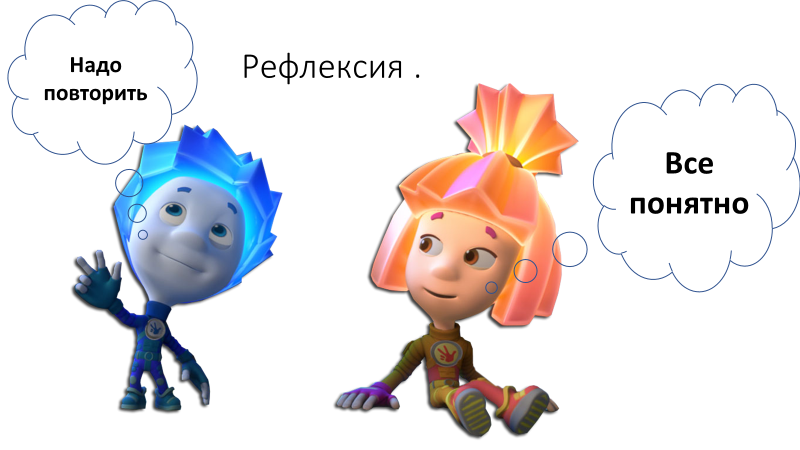 Рефлексия .
Надо
повторить
Все
понятно